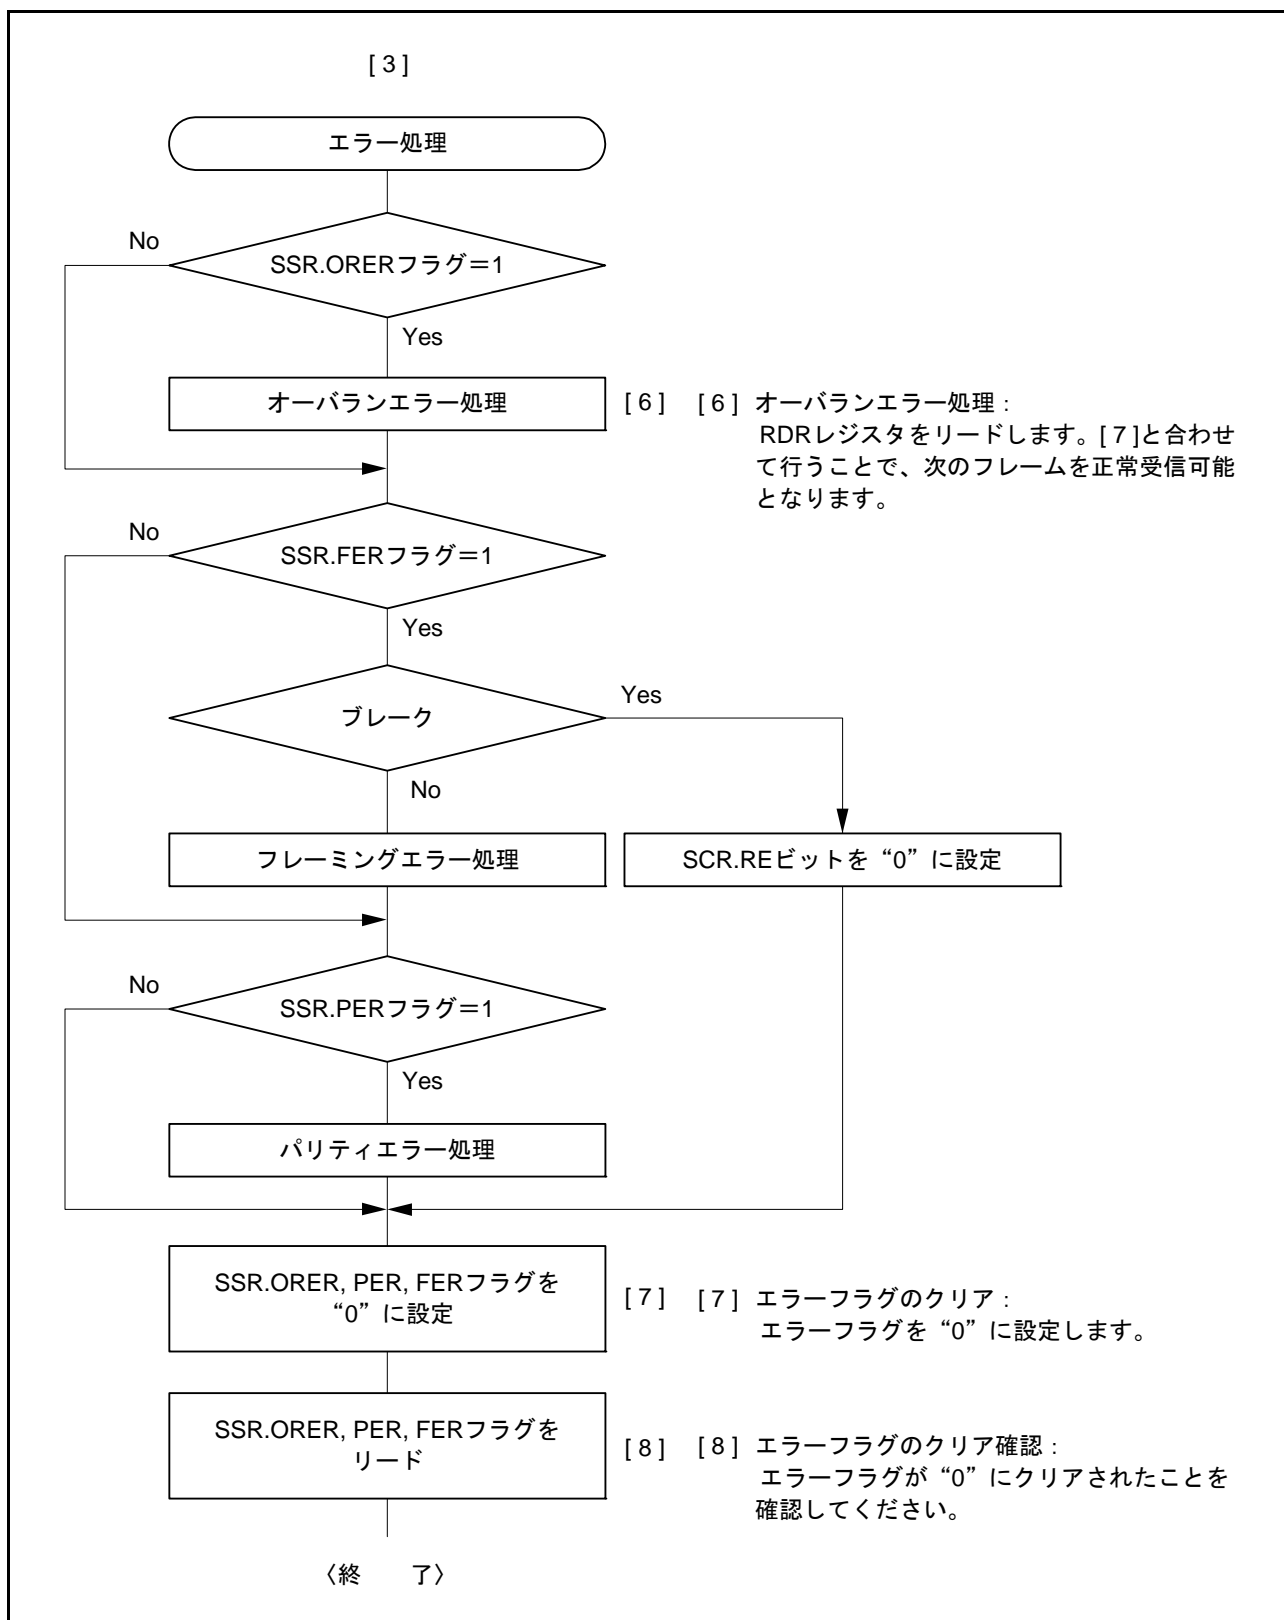 [ 3 ]
エラー処理
No
SSR.ORERフラグ＝1
Yes
オーバランエラー処理
[ 6 ]
[ 6 ] オーバランエラー処理：
RDRレジスタをリードします。[ 7 ]と合わせ
て行うことで、次のフレームを正常受信可能
となります。
No
SSR.FERフラグ＝1
Yes
ブレーク
Yes
No
フレーミングエラー処理
SCR.REビットを“0”に設定
No
SSR.PERフラグ＝1
Yes
パリティエラー処理
SSR.ORER, PER, FERフラグを
“0”に設定
[ 7 ]
[ 7 ] エラーフラグのクリア：
エラーフラグを“0”に設定します。
SSR.ORER, PER, FERフラグを
リード
[ 8 ]
[ 8 ] エラーフラグのクリア確認：
エラーフラグが“0”にクリアされたことを
確認してください。
〈終　了〉